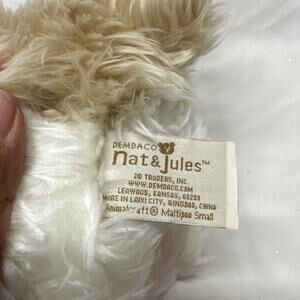 DEMDACO
nat&jules™
DD TRADERS, INC.
WWW.DEMDACO.COM
LEAWOOD, KANSAS, 66209
MADE IN LAIXI CITY, QINGDAO, CHINA
Animalcraft® Maltipoo Small